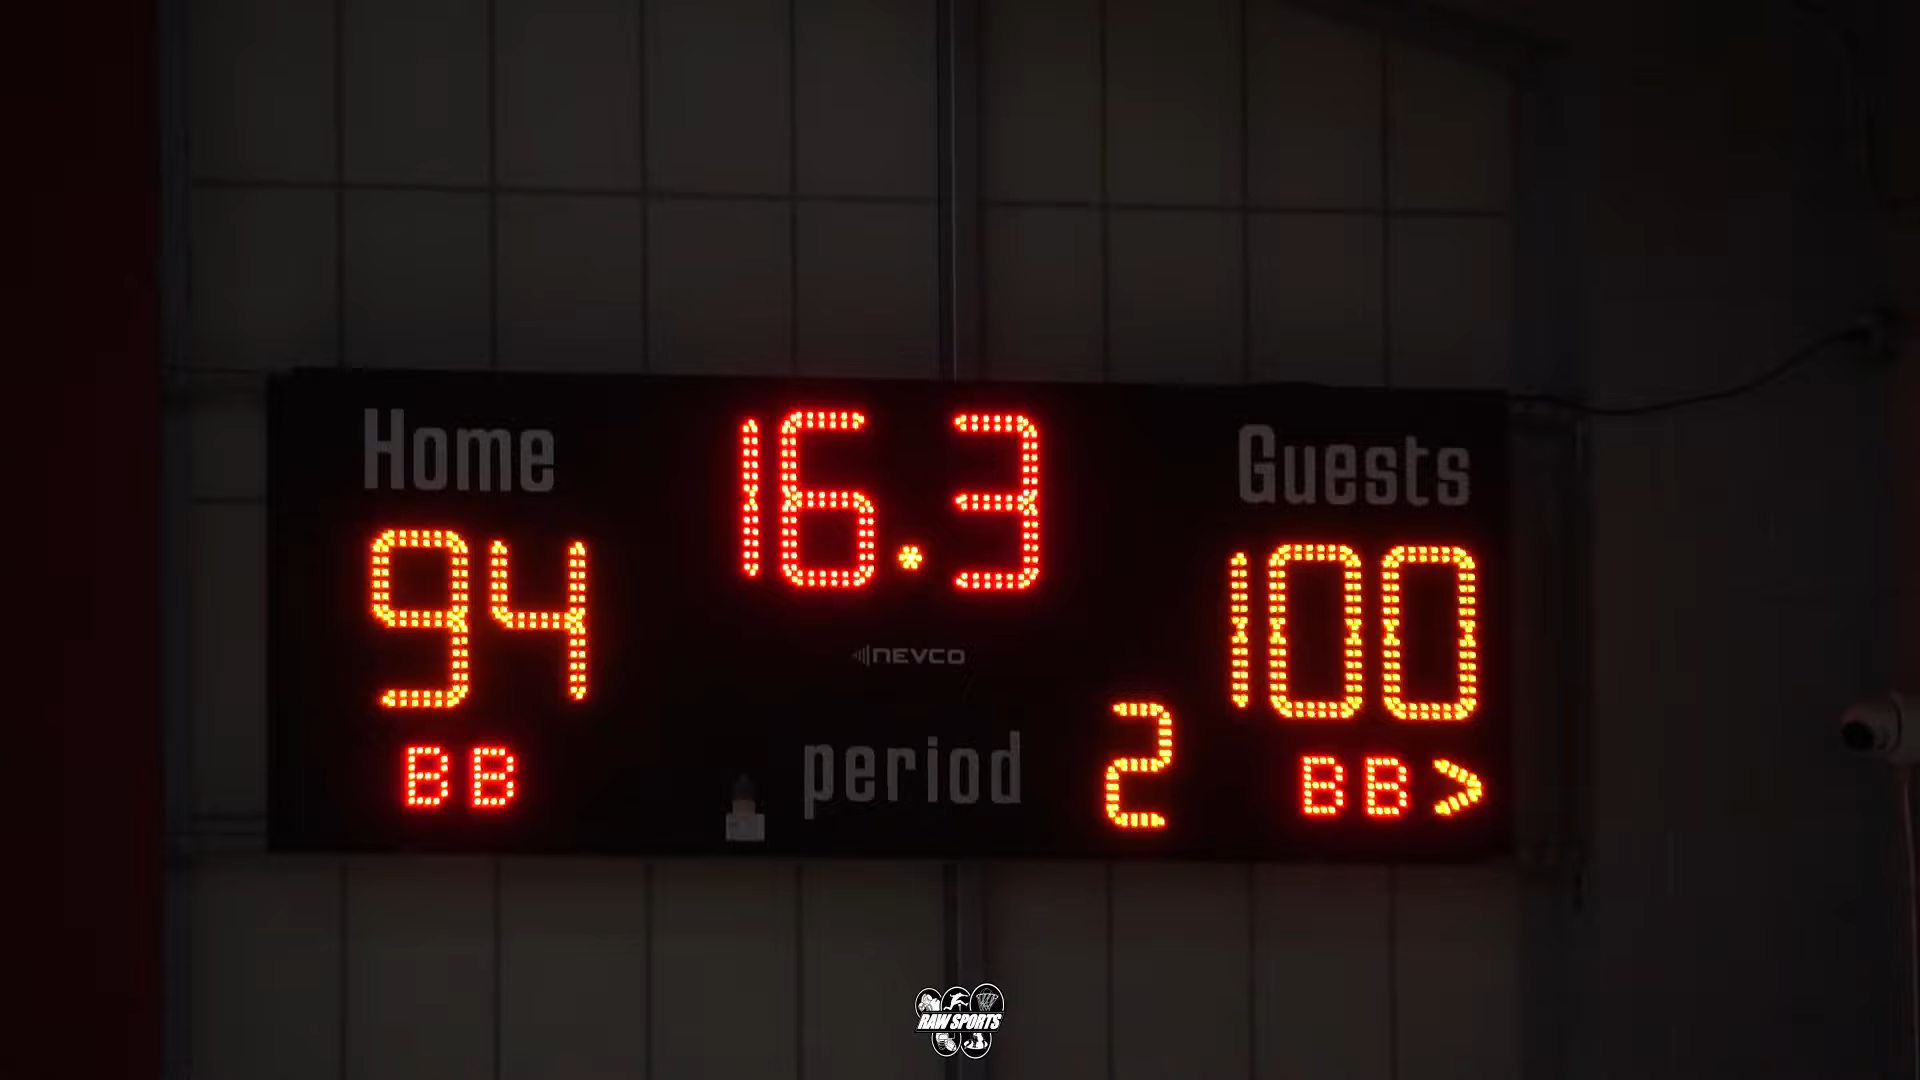 Home 16.3 Guests
94 100
NEVCO
period 2
BB BB>
RAW SPORTS